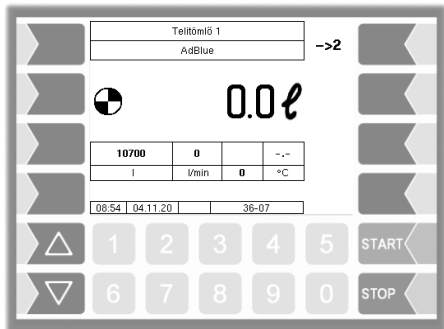 Telitömlő 1
AdBlue
->2
0.0 ℓ
10700 0 -.-
l l/min 0 °C
08:54 04.11.20 36-07
1 2 3 4 5 START
6 7 8 9 0 STOP